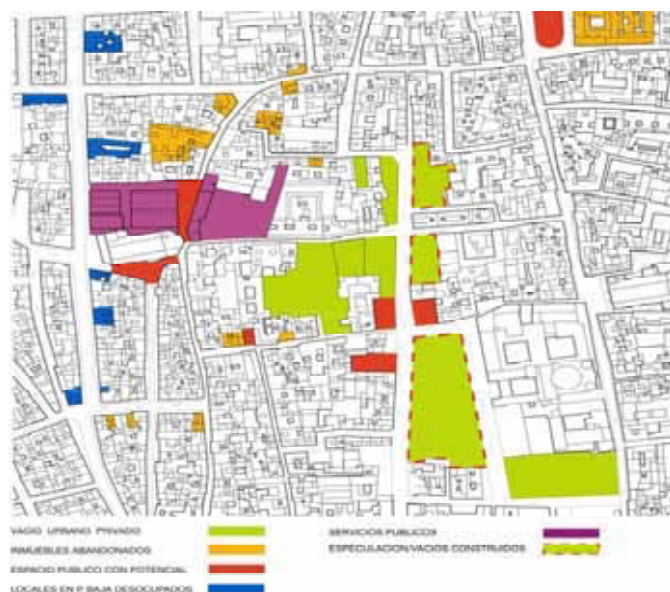 VACIO URBANO PRIVADO
INMUEBLES ABANDONADOS
ESPACIO PUBLICO CON POTENCIAL
LOCALES EN P. BAJA DESOCUPADOS
SERVICIOS PUBLICOS
ESPECULACION/VACIOS CONSTRUIDOS